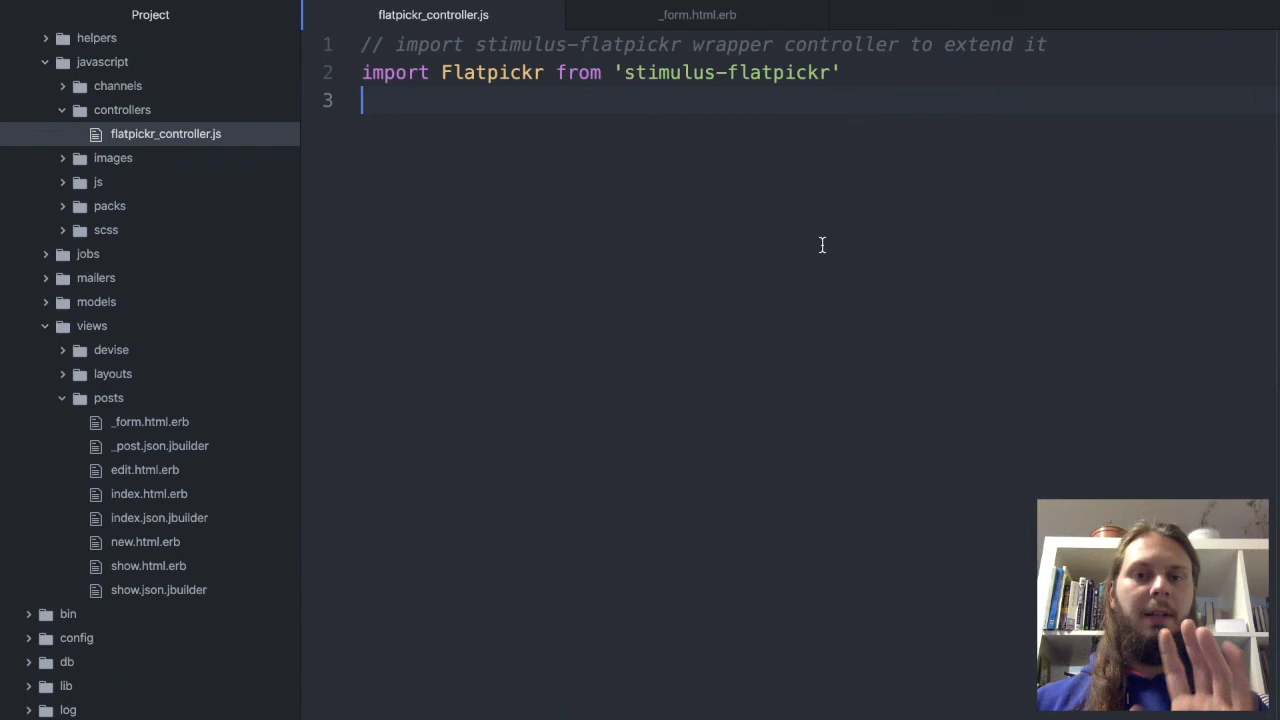 Project
helpers
javascript
channels
controllers
flatpickr_controller.js
images
js
packs
scss
jobs
mailers
models
views
devise
layouts
posts
_form.html.erb
_post.json.jbuilder
edit.html.erb
index.html.erb
index.json.jbuilder
new.html.erb
show.html.erb
show.json.jbuilder
bin
config
db
lib
log
flatpickr_controller.js
_form.html.erb
1 // import stimulus-flatpickr wrapper controller to extend it
2 import Flatpickr from 'stimulus-flatpickr'
3